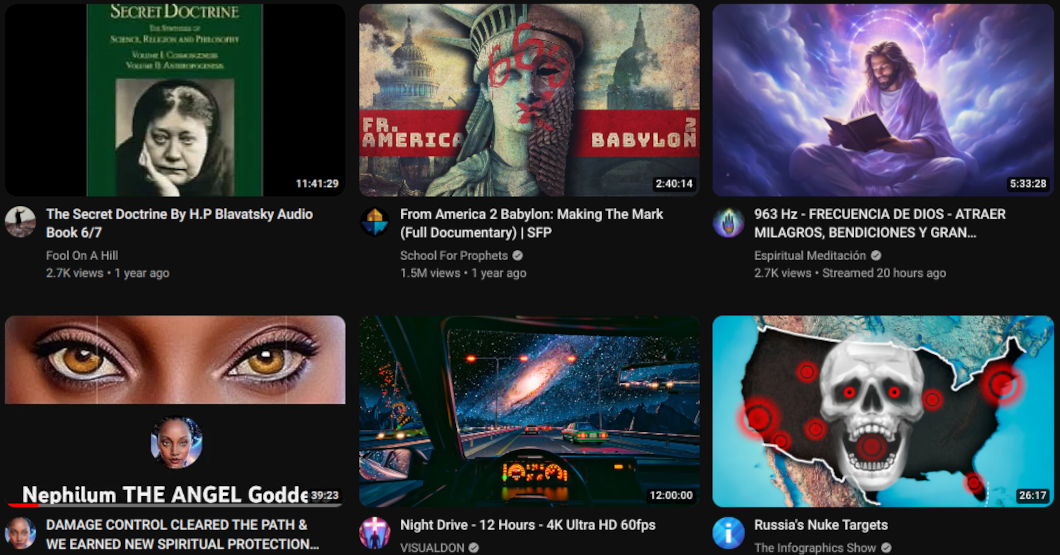 SECRET DOCTRINE
THE SYNTHESIS OF
SCIENCE, RELIGION AND PHILOSOPHY
VOLUME I: COSMOGENESIS
VOLUME II: ANTHROPOGENESIS
11:41:29
The Secret Doctrine By H.P Blavatsky Audio
Book 6/7
Fool On A Hill
2.7K views • 1 year ago
666
FR.
AMERICA
2
BABYLON
2:40:14
From America 2 Babylon: Making The Mark
(Full Documentary) | SFP
School For Prophets
1.5M views • 1 year ago
5:33:28
963 Hz - FRECUENCIA DE DIOS - ATRAER
MILAGROS, BENDICIONES Y GRAN...
Espiritual Meditación
2.7K views • Streamed 20 hours ago
Nephilum THE ANGEL Godde
39:23
DAMAGE CONTROL CLEARED THE PATH &
WE EARNED NEW SPIRITUAL PROTECTION...
12:00:00
Night Drive - 12 Hours - 4K Ultra HD 60fps
VISUALDON
26:17
Russia's Nuke Targets
The Infographics Show